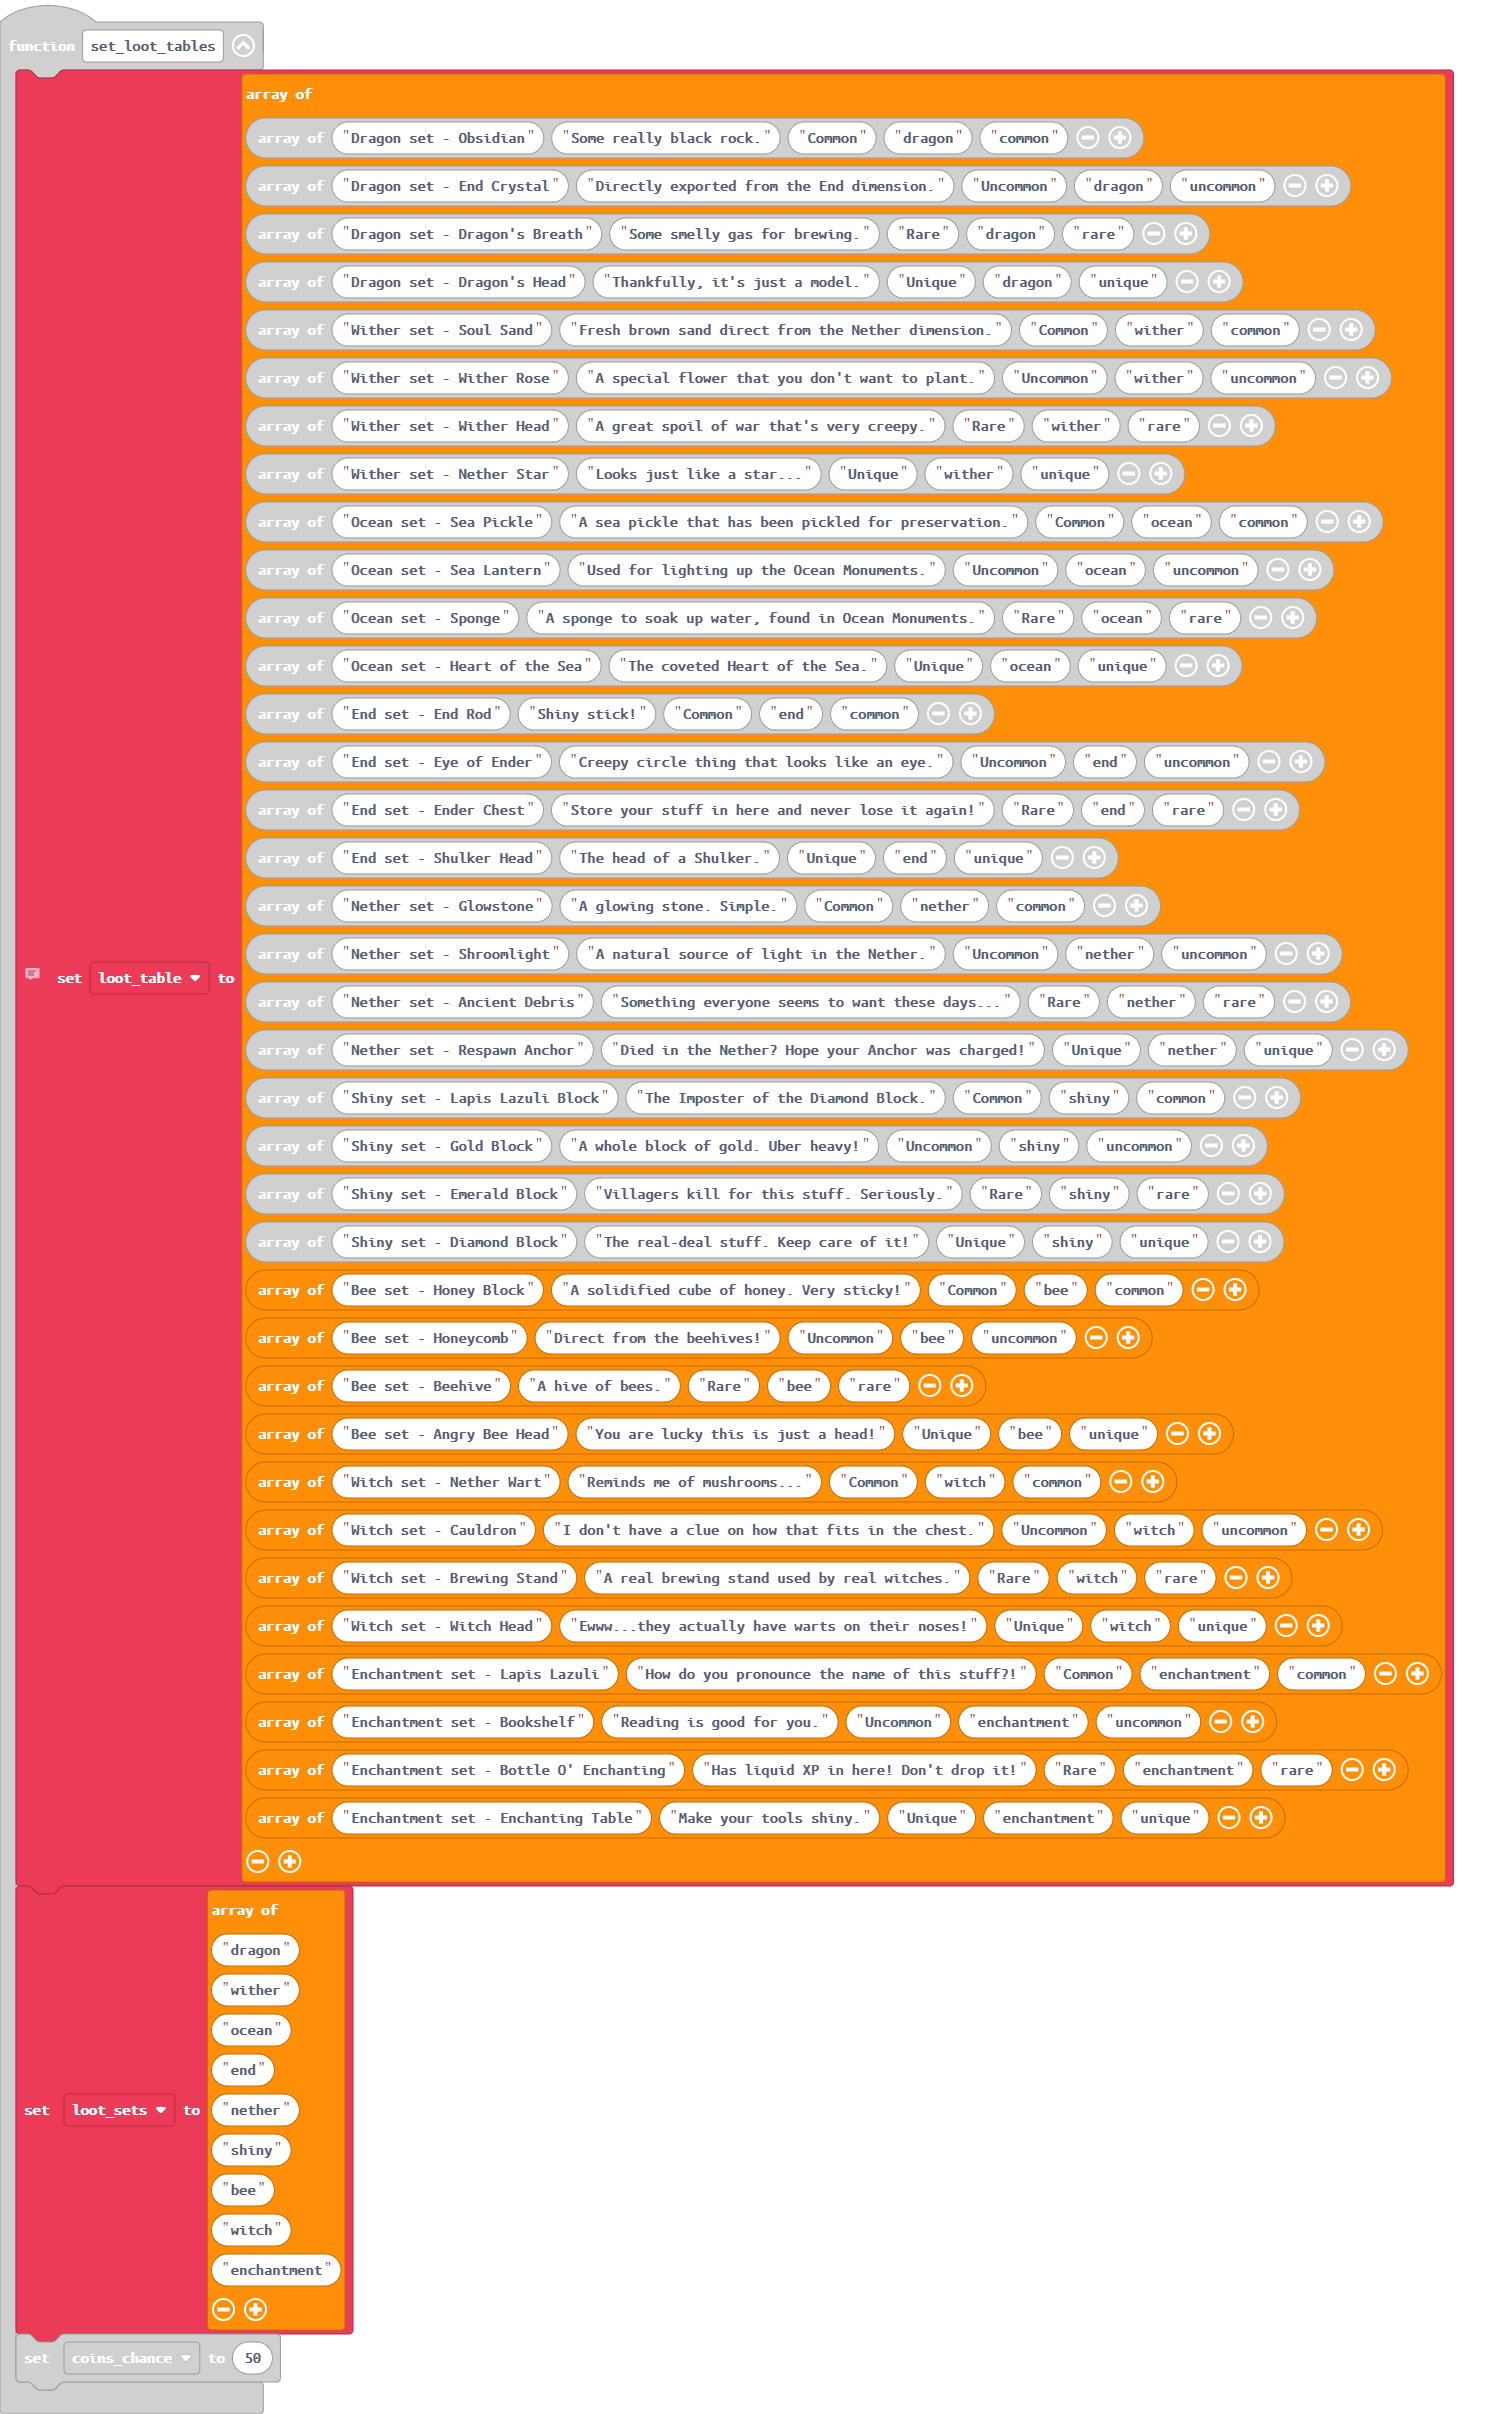 function set_loot_tables
array of
array of "Dragon set - Obsidian" "Some really black rock." "Common" "dragon" "common"
array of "Dragon set - End Crystal" "Directly exported from the End dimension." "Uncommon" "dragon" "uncommon"
array of "Dragon set - Dragon's Breath" "Some smelly gas for brewing." "Rare" "dragon" "rare"
array of "Dragon set - Dragon's Head" "Thankfully, it's just a model." "Unique" "dragon" "unique"
array of "Wither set - Soul Sand" "Fresh brown sand direct from the Nether dimension." "Common" "wither" "common"
array of "Wither set - Wither Rose" "A special flower that you don't want to plant." "Uncommon" "wither" "uncommon"
array of "Wither set - Wither Head" "A great spoil of war that's very creepy." "Rare" "wither" "rare"
array of "Wither set - Nether Star" "Looks just like a star..." "Unique" "wither" "unique"
array of "Ocean set - Sea Pickle" "A sea pickle that has been pickled for preservation." "Common" "ocean" "common"
array of "Ocean set - Sea Lantern" "Used for lighting up the Ocean Monuments." "Uncommon" "ocean" "uncommon"
array of "Ocean set - Sponge" "A sponge to soak up water, found in Ocean Monuments." "Rare" "ocean" "rare"
array of "Ocean set - Heart of the Sea" "The coveted Heart of the Sea." "Unique" "ocean" "unique"
array of "End set - End Rod" "Shiny stick!" "Common" "end" "common"
array of "End set - Eye of Ender" "Creepy circle thing that looks like an eye." "Uncommon" "end" "uncommon"
array of "End set - Ender Chest" "Store your stuff in here and never lose it again!" "Rare" "end" "rare"
array of "End set - Shulker Head" "The head of a Shulker." "Unique" "end" "unique"
array of "Nether set - Glowstone" "A glowing stone. Simple." "Common" "nether" "common"
array of "Nether set - Shroomlight" "A natural source of light in the Nether." "Uncommon" "nether" "uncommon"
set loot_table to
array of "Nether set - Ancient Debris" "Something everyone seems to want these days..." "Rare" "nether" "rare"
array of "Nether set - Respawn Anchor" "Died in the Nether? Hope your Anchor was charged!" "Unique" "nether" "unique"
array of "Shiny set - Lapis Lazuli Block" "The Imposter of the Diamond Block." "Common" "shiny" "common"
array of "Shiny set - Gold Block" "A whole block of gold. Uber heavy!" "Uncommon" "shiny" "uncommon"
array of "Shiny set - Emerald Block" "Villagers kill for this stuff. Seriously." "Rare" "shiny" "rare"
array of "Shiny set - Diamond Block" "The real-deal stuff. Keep care of it!" "Unique" "shiny" "unique"
array of "Bee set - Honey Block" "A solidified cube of honey. Very sticky!" "Common" "bee" "common"
array of "Bee set - Honeycomb" "Direct from the beehives!" "Uncommon" "bee" "uncommon"
array of "Bee set - Beehive" "A hive of bees." "Rare" "bee" "rare"
array of "Bee set - Angry Bee Head" "You are lucky this is just a head!" "Unique" "bee" "unique"
array of "Witch set - Nether Wart" "Reminds me of mushrooms..." "Common" "witch" "common"
array of "Witch set - Cauldron" "I don't have a clue on how that fits in the chest." "Uncommon" "witch" "uncommon"
array of "Witch set - Brewing Stand" "A real brewing stand used by real witches." "Rare" "witch" "rare"
array of "Witch set - Witch Head" "Ewww...they actually have warts on their noses!" "Unique" "witch" "unique"
array of "Enchantment set - Lapis Lazuli" "How do you pronounce the name of this stuff?!" "Common" "enchantment" "common"
array of "Enchantment set - Bookshelf" "Reading is good for you." "Uncommon" "enchantment" "uncommon"
array of "Enchantment set - Bottle O' Enchanting" "Has liquid XP in here! Don't drop it!" "Rare" "enchantment" "rare"
array of "Enchantment set - Enchanting Table" "Make your tools shiny." "Unique" "enchantment" "unique"
array of
"dragon"
"wither"
"ocean"
"end"
set loot_sets to "nether"
"shiny"
"bee"
"witch"
"enchantment"
set coins_chance to 50